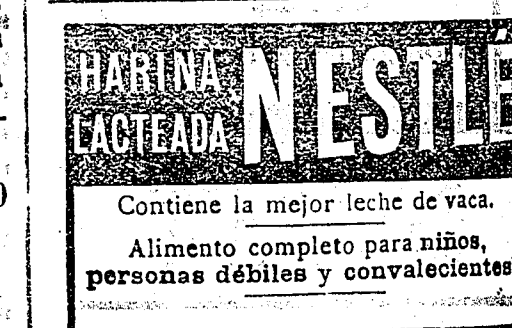 HARINA
LACTEADA
NESTLÉ
Contiene la mejor leche de vaca.
Alimento completo para niños,
personas débiles y convalecientes